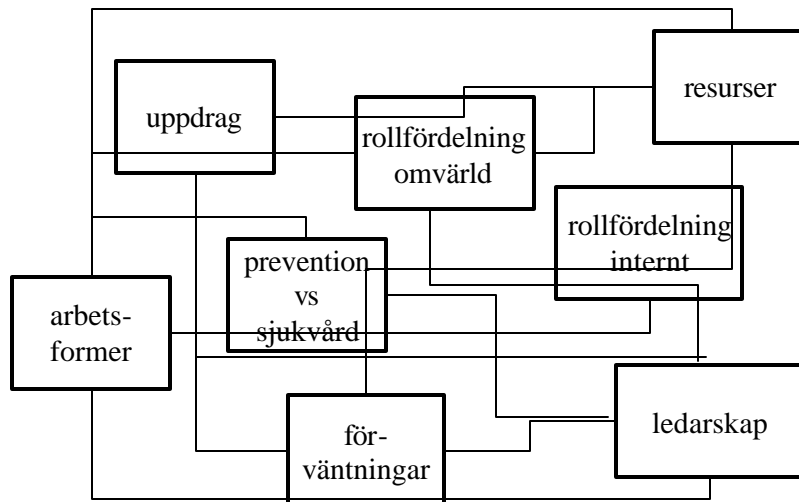 resurser
uppdrag
rollfördelning
omvärld
rollfördelning
internt
prevention
vs
sjukvård
arbets-
former
för-
väntningar
ledarskap